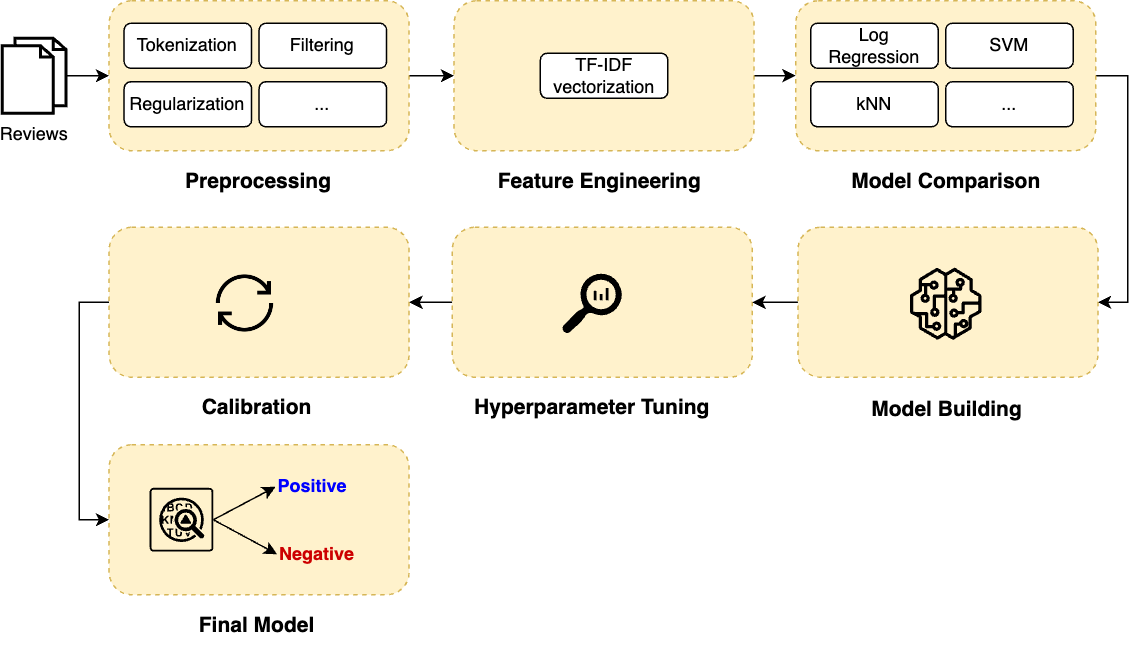 Tokenization
Filtering
Regularization
...
Reviews
Preprocessing
TF-IDF
vectorization
Feature Engineering
Log
Regression
SVM
kNN
...
Model Comparison
Model Building
Hyperparameter Tuning
Calibration
Positive
Negative
Final Model